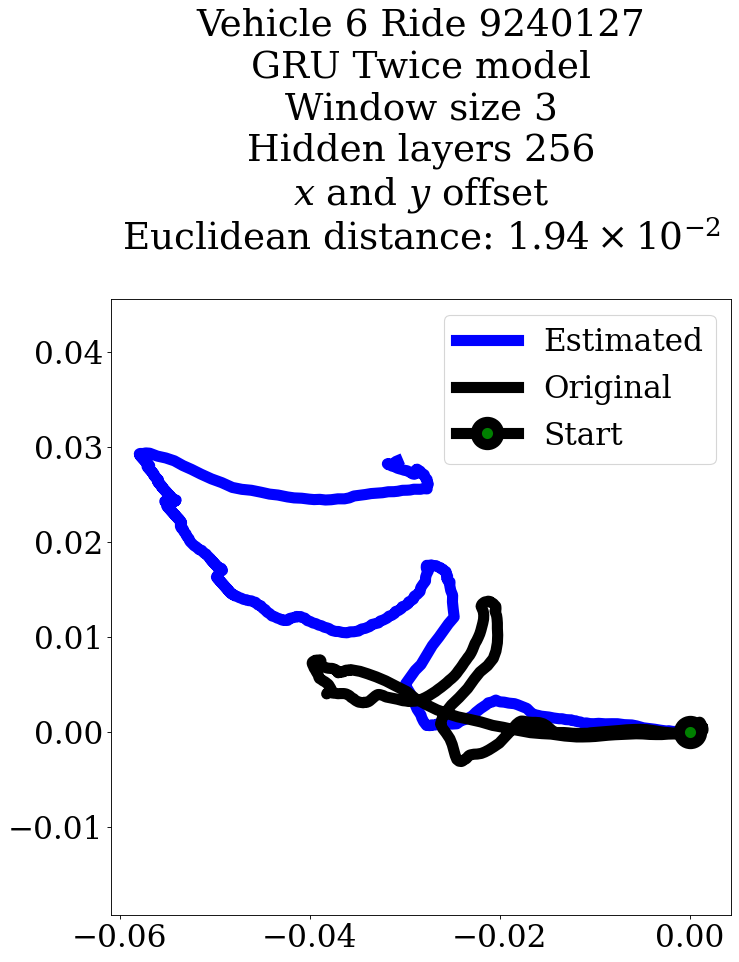 Vehicle 6 Ride 9240127
GRU Twice model
Window size 3
Hidden layers 256
x and y offset
Euclidean distance: 1.94 × 10⁻²
Estimated
Original
Start
0.04
0.03
0.02
0.01
0.00
−0.01
−0.06
−0.04
−0.02
0.00